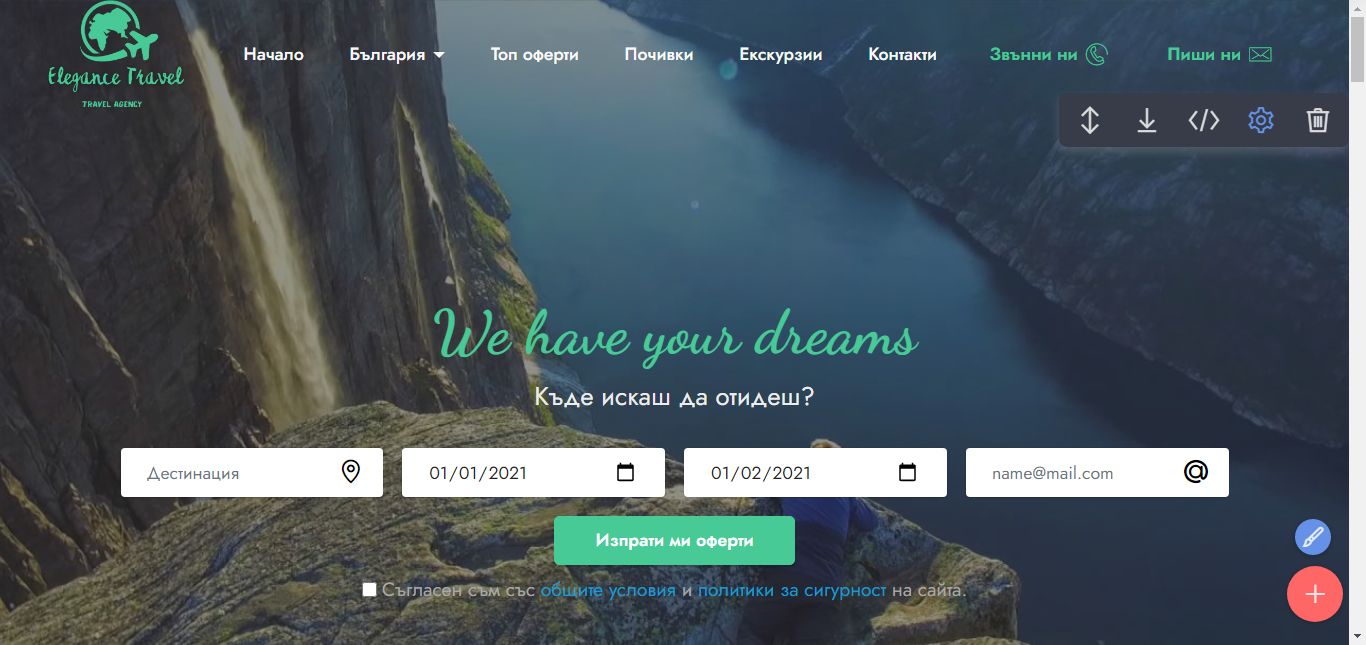 Elegance Travel
TRAVEL AGENCY
Начало България Топ оферти Почивки Екскурзии Контакти Звънни ни Пиши ни
We have your dreams
Къде искаш да отидеш?
Дестинация 01/01/2021 01/02/2021 name@mail.com
Изпрати ми оферти
Съгласен съм със общите условия и политики за сигурност на сайта.